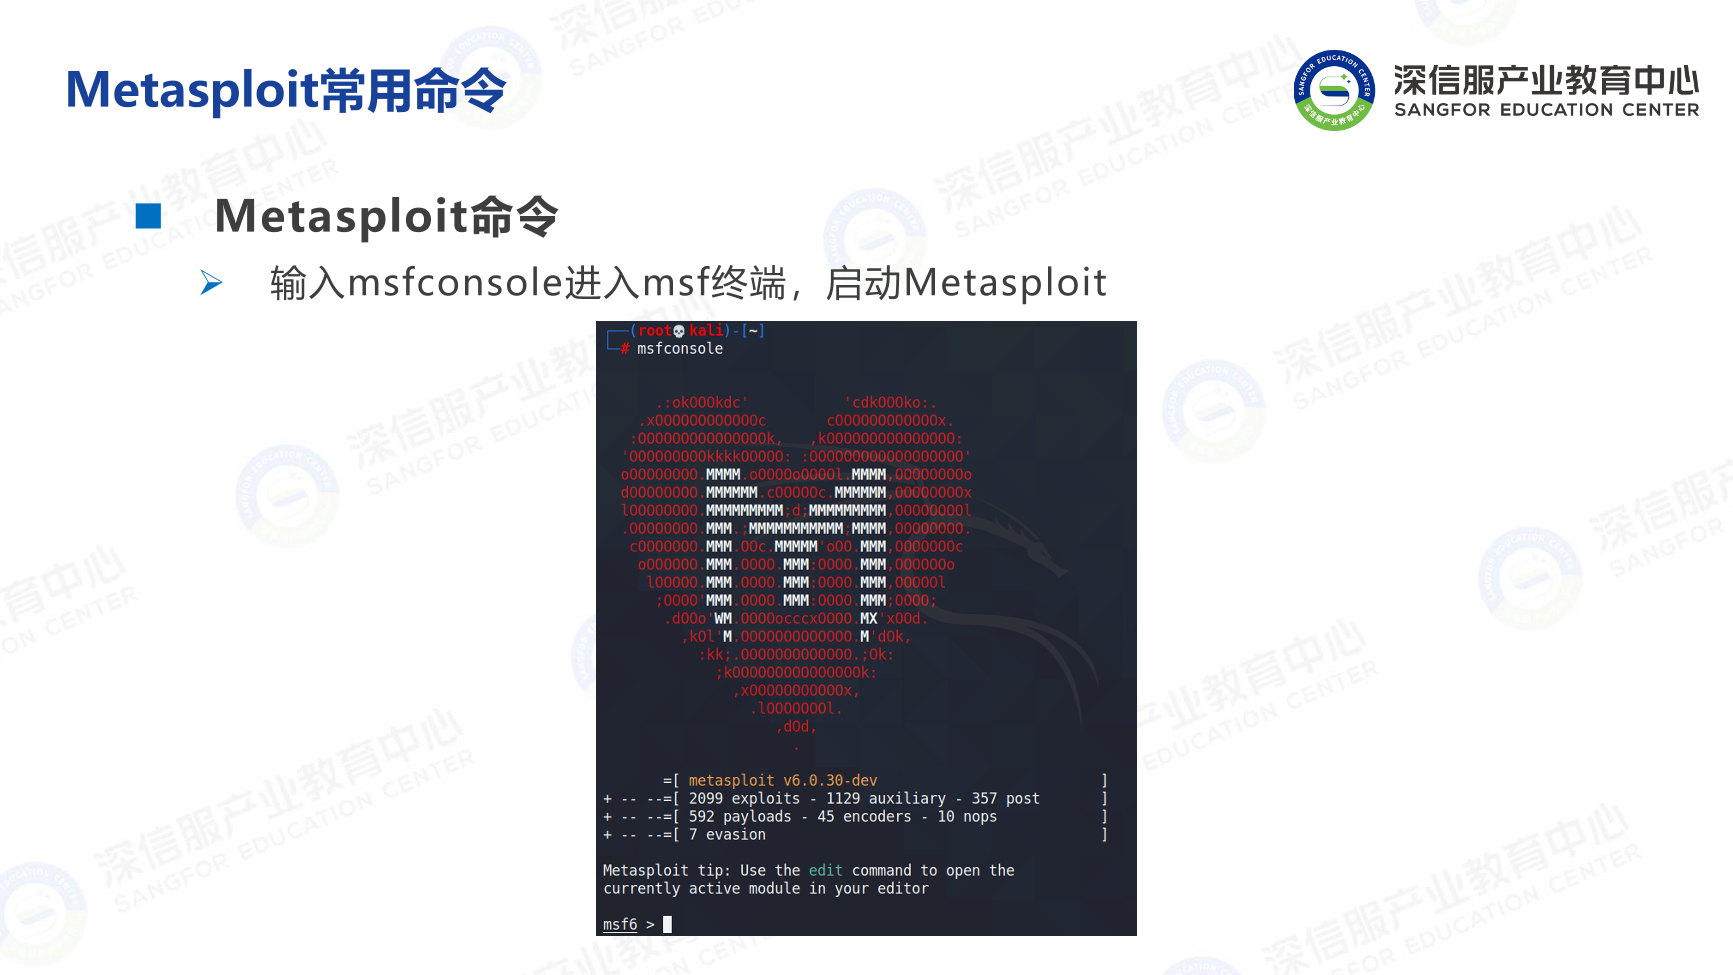 Metasploit常用命令
深信服产业教育中心
SANGFOR EDUCATION CENTER
Metasploit命令
输入msfconsole进入msf终端，启动Metasploit
┌──(root💀kali)-[~]
└─# msfconsole
.:okOOOkdc'           'cdkOOOko:.
.xOOOOOOOOOOOOc       cOOOOOOOOOOOOx.
:OOOOOOOOOOOOOOOk,   ,kOOOOOOOOOOOOOOO:
'OOOOOOOOOkkkkOOOOO: :OOOOOOOOOOOOOOOOOO'
oOOOOOOOO.MMMM.oOOOOoOOOOl.MMMM,OOOOOOOOo
dOOOOOOOO.MMMMMM.cOOOOOc.MMMMMM,OOOOOOOOx
lOOOOOOOO.MMMMMMMMM;d;MMMMMMMMM,OOOOOOOOl
.OOOOOOOO.MMM.;MMMMMMMMMMM;MMMM,OOOOOOOO.
cOOOOOOO.MMM.OOc.MMMMM'oOO.MMM,OOOOOOOc
oOOOOOO.MMM.OOOO.MMM:OOOO.MMM,OOOOOOo
lOOOOO.MMM.OOOO.MMM:OOOO.MMM,OOOOOl
;OOOO'MMM.OOOO.MMM:OOOO.MMM;OOOO;
.dOOo'WM.OOOOocccxOOOO.MX'xOOd.
,kOl'M.OOOOOOOOOOOOO.M'dOk,
:kk;.OOOOOOOOOOOOO.;Ok:
;kOOOOOOOOOOOOOOOk:
,xOOOOOOOOOOOx,
.lOOOOOOOl.
,dOd,
.
=[ metasploit v6.0.30-dev                          ]
+ -- --=[ 2099 exploits - 1129 auxiliary - 357 post       ]
+ -- --=[ 592 payloads - 45 encoders - 10 nops            ]
+ -- --=[ 7 evasion                                       ]
Metasploit tip: Use the edit command to open the
currently active module in your editor
msf6 >